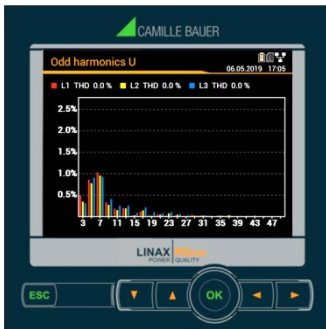 CAMILLE BAUER
Odd harmonics U
06.05.2019 17:05
L1 THD 0.0 % L2 THD 0.0 % L3 THD 0.0 %
2.5%
2.0%
1.5%
1.0%
0.5%
3 7 11 15 19 23 27 31 35 39 43 47
LINAX
POWER QUALITY
ESC
OK